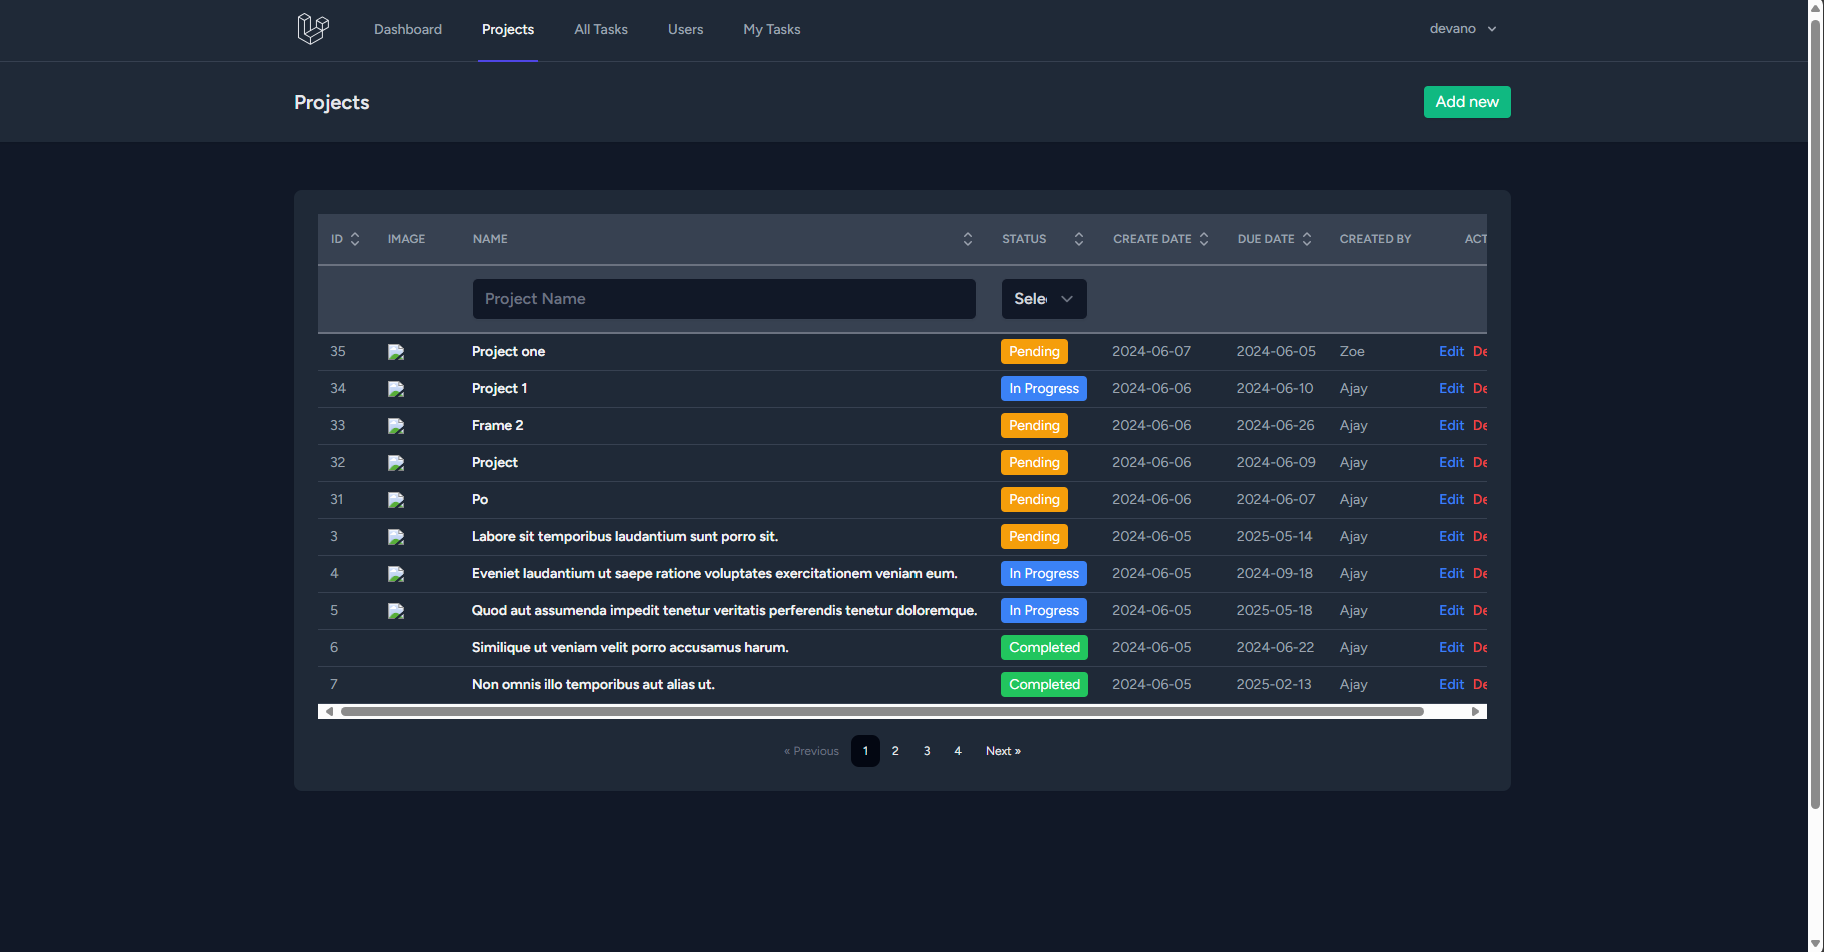 Dashboard Projects All Tasks Users My Tasks devano
Projects Add new
ID IMAGE NAME STATUS CREATE DATE DUE DATE CREATED BY ACT
Project Name Selec
35 Project one Pending 2024-06-07 2024-06-05 Zoe Edit De
34 Project 1 In Progress 2024-06-06 2024-06-10 Ajay Edit De
33 Frame 2 Pending 2024-06-06 2024-06-26 Ajay Edit De
32 Project Pending 2024-06-06 2024-06-09 Ajay Edit De
31 Po Pending 2024-06-06 2024-06-07 Ajay Edit De
3 Labore sit temporibus laudantium sunt porro sit. Pending 2024-06-05 2025-05-14 Ajay Edit De
4 Eveniet laudantium ut saepe ratione voluptates exercitationem veniam eum. In Progress 2024-06-05 2024-09-18 Ajay Edit De
5 Quod aut assumenda impedit tenetur veritatis perferendis tenetur doloremque. In Progress 2024-06-05 2025-05-18 Ajay Edit De
6 Similique ut veniam velit porro accusamus harum. Completed 2024-06-05 2024-06-22 Ajay Edit De
7 Non omnis illo temporibus aut alias ut. Completed 2024-06-05 2025-02-13 Ajay Edit De
« Previous 1 2 3 4 Next »